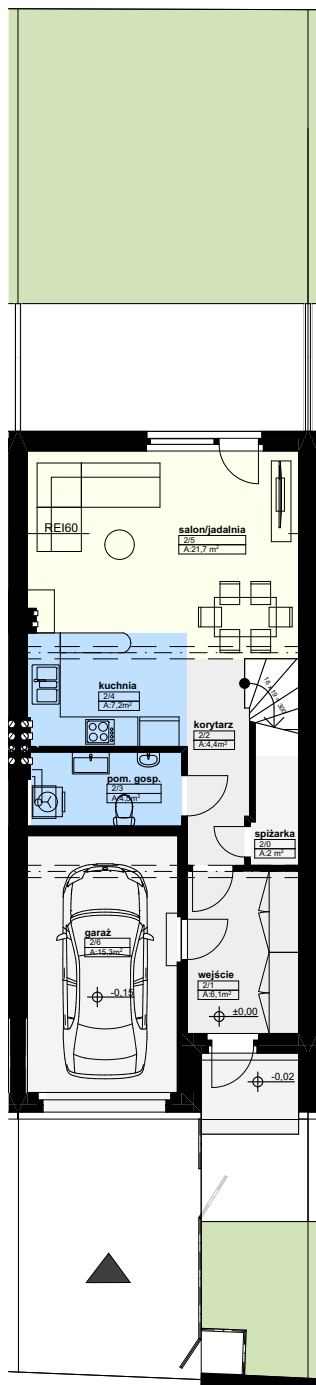 REI60
salon/jadalnia
2/5
A:21,7 m²
kuchnia
2/4
A:7,2m²
korytarz
2/2
A:4,4m²
pom. gosp.
2/3
A:4,5m²
spiżarka
2/0
A:2 m²
garaż
2/6
A:15,3m²
-0,15
wejście
2/1
A:6,1m²
±0,00
-0,02